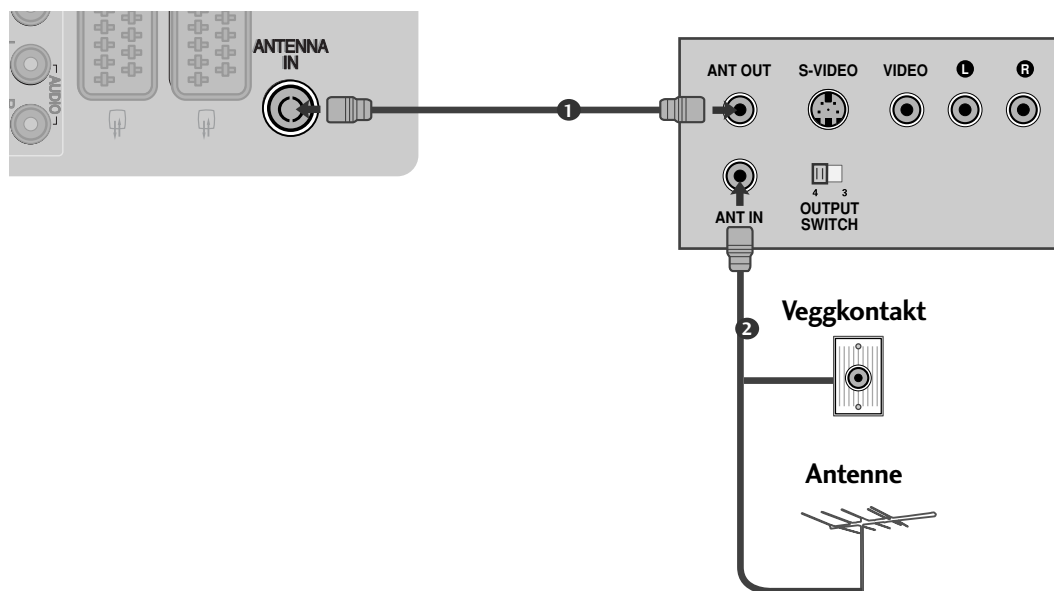 ANTENNA
IN
AUDIO
R
1
ANT OUT
S-VIDEO
VIDEO
L
R
ANT IN
4 3
OUTPUT
SWITCH
2
Veggkontakt
Antenne